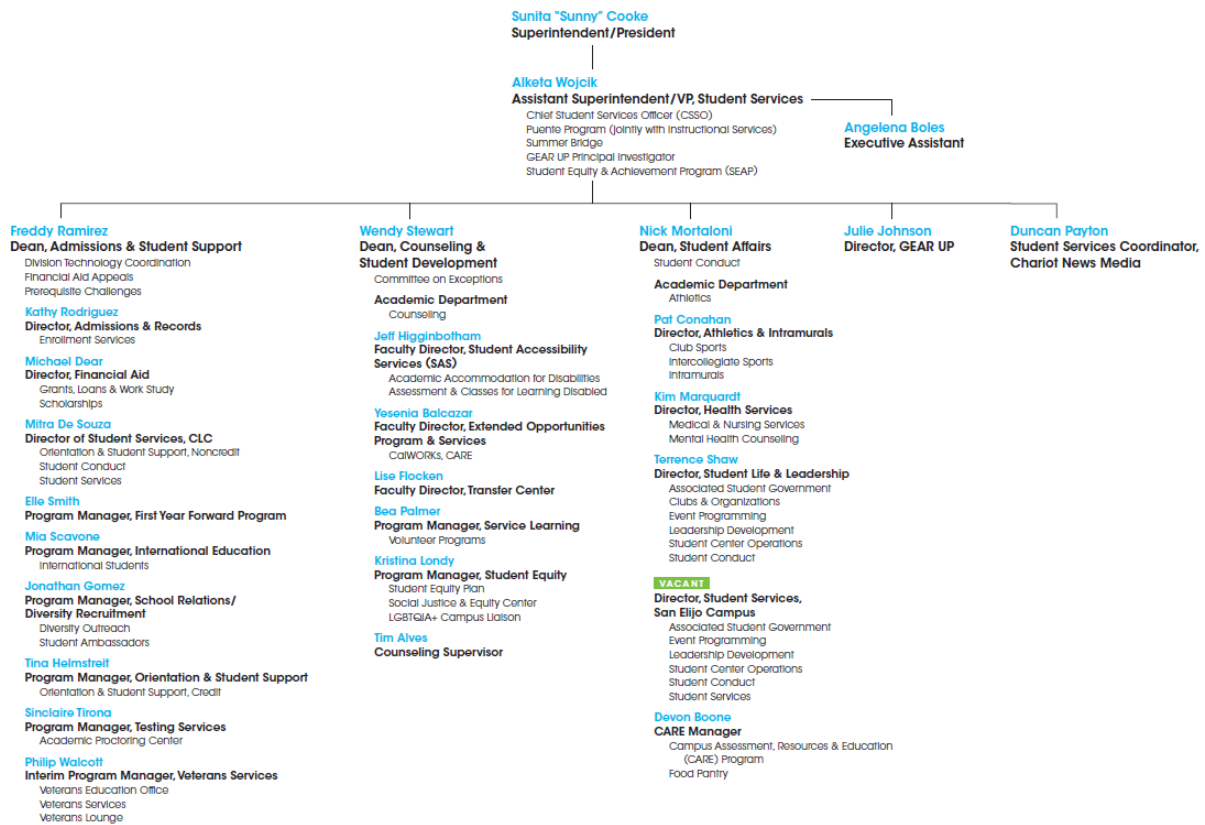 Sunita “Sunny” Cooke
Superintendent/President
Alketa Wojcik
Assistant Superintendent/VP, Student Services
Chief Student Services Officer (CSSO)
Puente Program (jointly with Instructional Services)
Summer Bridge
GEAR UP Principal Investigator
Student Equity & Achievement Program (SEAP)
Angelena Boles
Executive Assistant
Freddy Ramirez
Dean, Admissions & Student Support
Division Technology Coordination
Financial Aid Appeals
Prerequisite Challenges
Kathy Rodriguez
Director, Admissions & Records
Enrollment Services
Michael Dear
Director, Financial Aid
Grants, Loans & Work Study
Scholarships
Mitra De Souza
Director of Student Services, CLC
Orientation & Student Support, Noncredit
Student Conduct
Student Services
Elle Smith
Program Manager, First Year Forward Program
Mia Scavone
Program Manager, International Education
International Students
Jonathan Gomez
Program Manager, School Relations/
Diversity Recruitment
Diversity Outreach
Student Ambassadors
Tina Helmstreit
Program Manager, Orientation & Student Support
Orientation & Student Support, Credit
Sinclaire Tirona
Program Manager, Testing Services
Academic Proctoring Center
Philip Walcott
Interim Program Manager, Veterans Services
Veterans Education Office
Veterans Services
Veterans Lounge
Wendy Stewart
Dean, Counseling &
Student Development
Committee on Exceptions
Academic Department
Counseling
Jeff Higginbotham
Faculty Director, Student Accessibility
Services (SAS)
Academic Accommodation for Disabilities
Assessment & Classes for Learning Disabled
Yesenia Balcazar
Faculty Director, Extended Opportunities
Program & Services
CalWORKs, CARE
Lise Flocken
Faculty Director, Transfer Center
Bea Palmer
Program Manager, Service Learning
Volunteer Programs
Kristina Londy
Program Manager, Student Equity
Student Equity Plan
Social Justice & Equity Center
LGBTQIA+ Campus Liaison
Tim Alves
Counseling Supervisor
Nick Mortaloni
Dean, Student Affairs
Student Conduct
Academic Department
Athletics
Pat Conahan
Director, Athletics & Intramurals
Club Sports
Intercollegiate Sports
Intramurals
Kim Marquardt
Director, Health Services
Medical & Nursing Services
Mental Health Counseling
Terrence Shaw
Director, Student Life & Leadership
Associated Student Government
Clubs & Organizations
Event Programming
Leadership Development
Student Center Operations
Student Conduct
VACANT
Director, Student Services,
San Elijo Campus
Associated Student Government
Event Programming
Leadership Development
Student Center Operations
Student Conduct
Student Services
Devon Boone
CARE Manager
Campus Assessment, Resources & Education
(CARE) Program
Food Pantry
Julie Johnson
Director, GEAR UP
Duncan Payton
Student Services Coordinator,
Chariot News Media